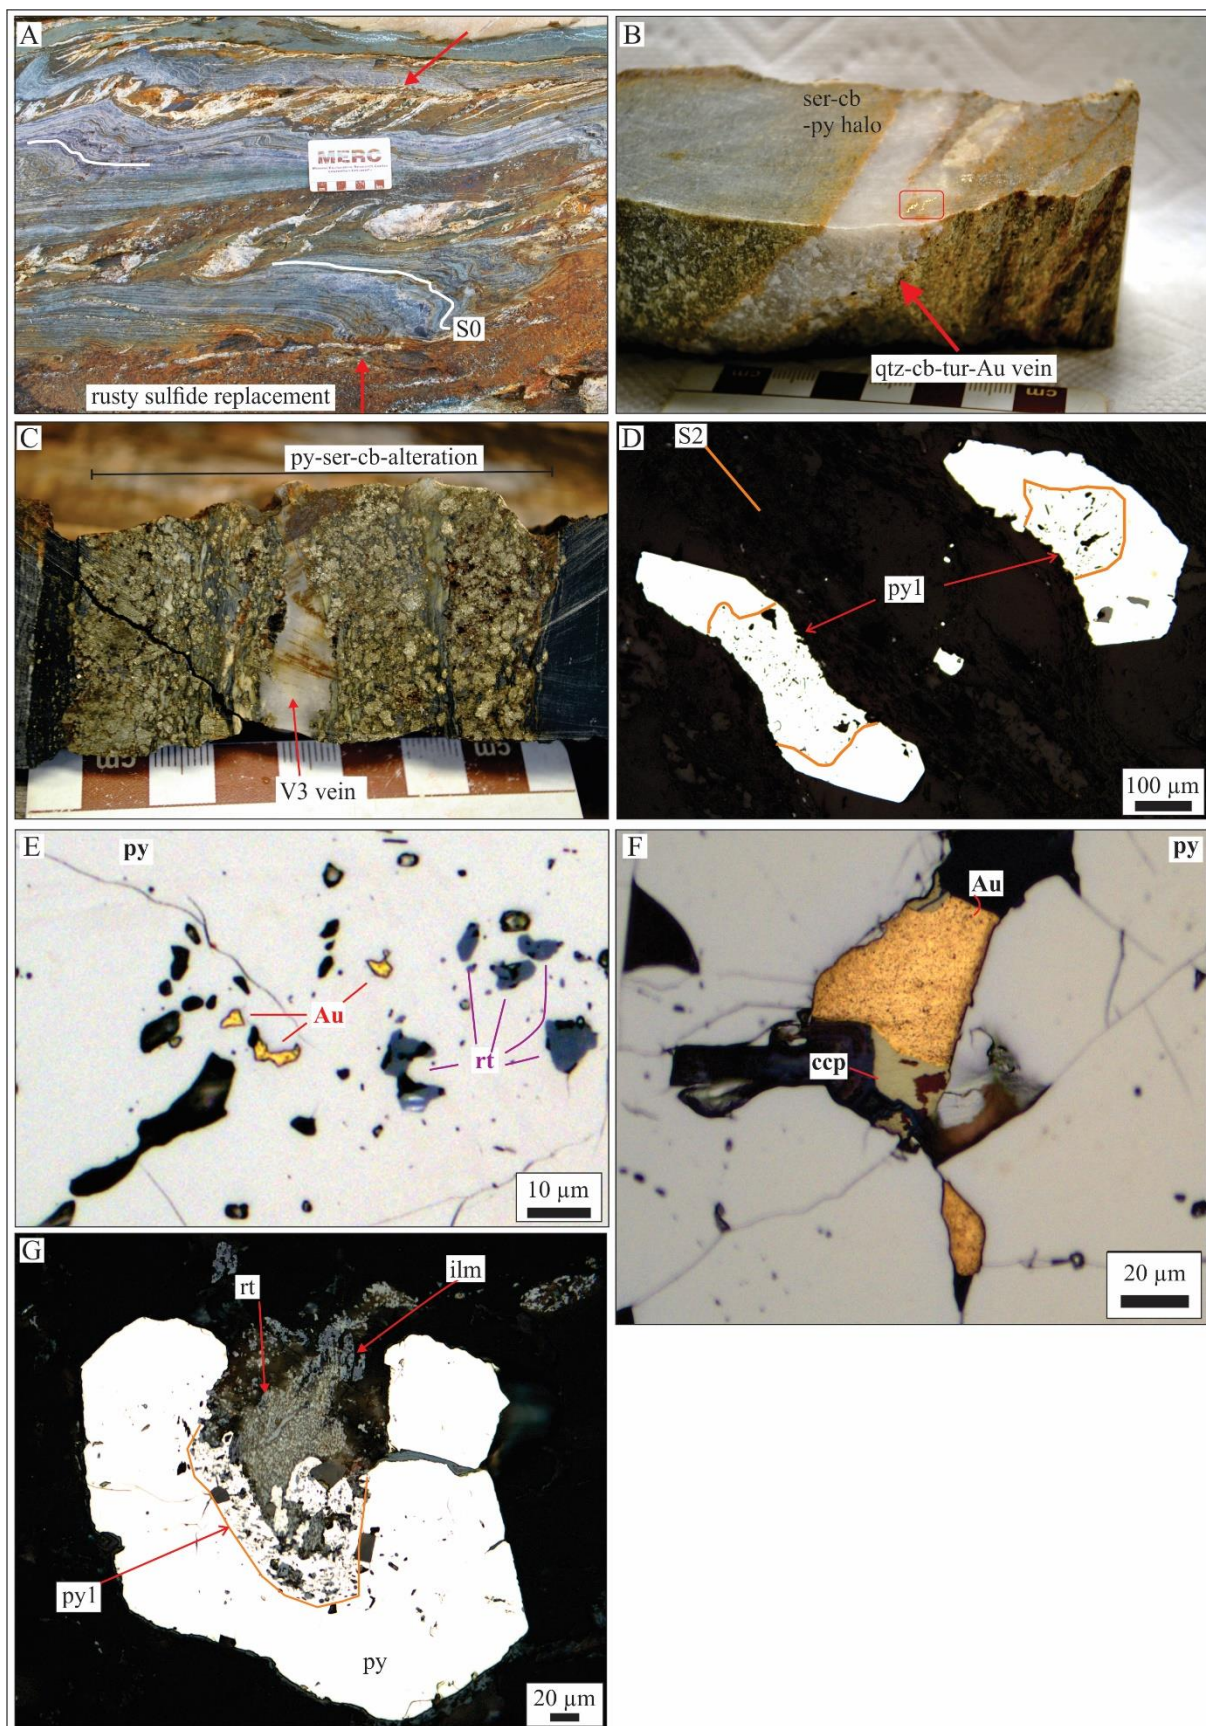 A
MERC
S0
rusty sulfide replacement
B
ser-cb
-py halo
qtz-cb-tur-Au vein
cm
cm
C
py-ser-cb-alteration
cm
cm
V3 vein
D
S2
py1
100 µm
E
py
Au
rt
10 µm
F
py
Au
ccp
20 µm
G
rt
ilm
py1
py
20 µm